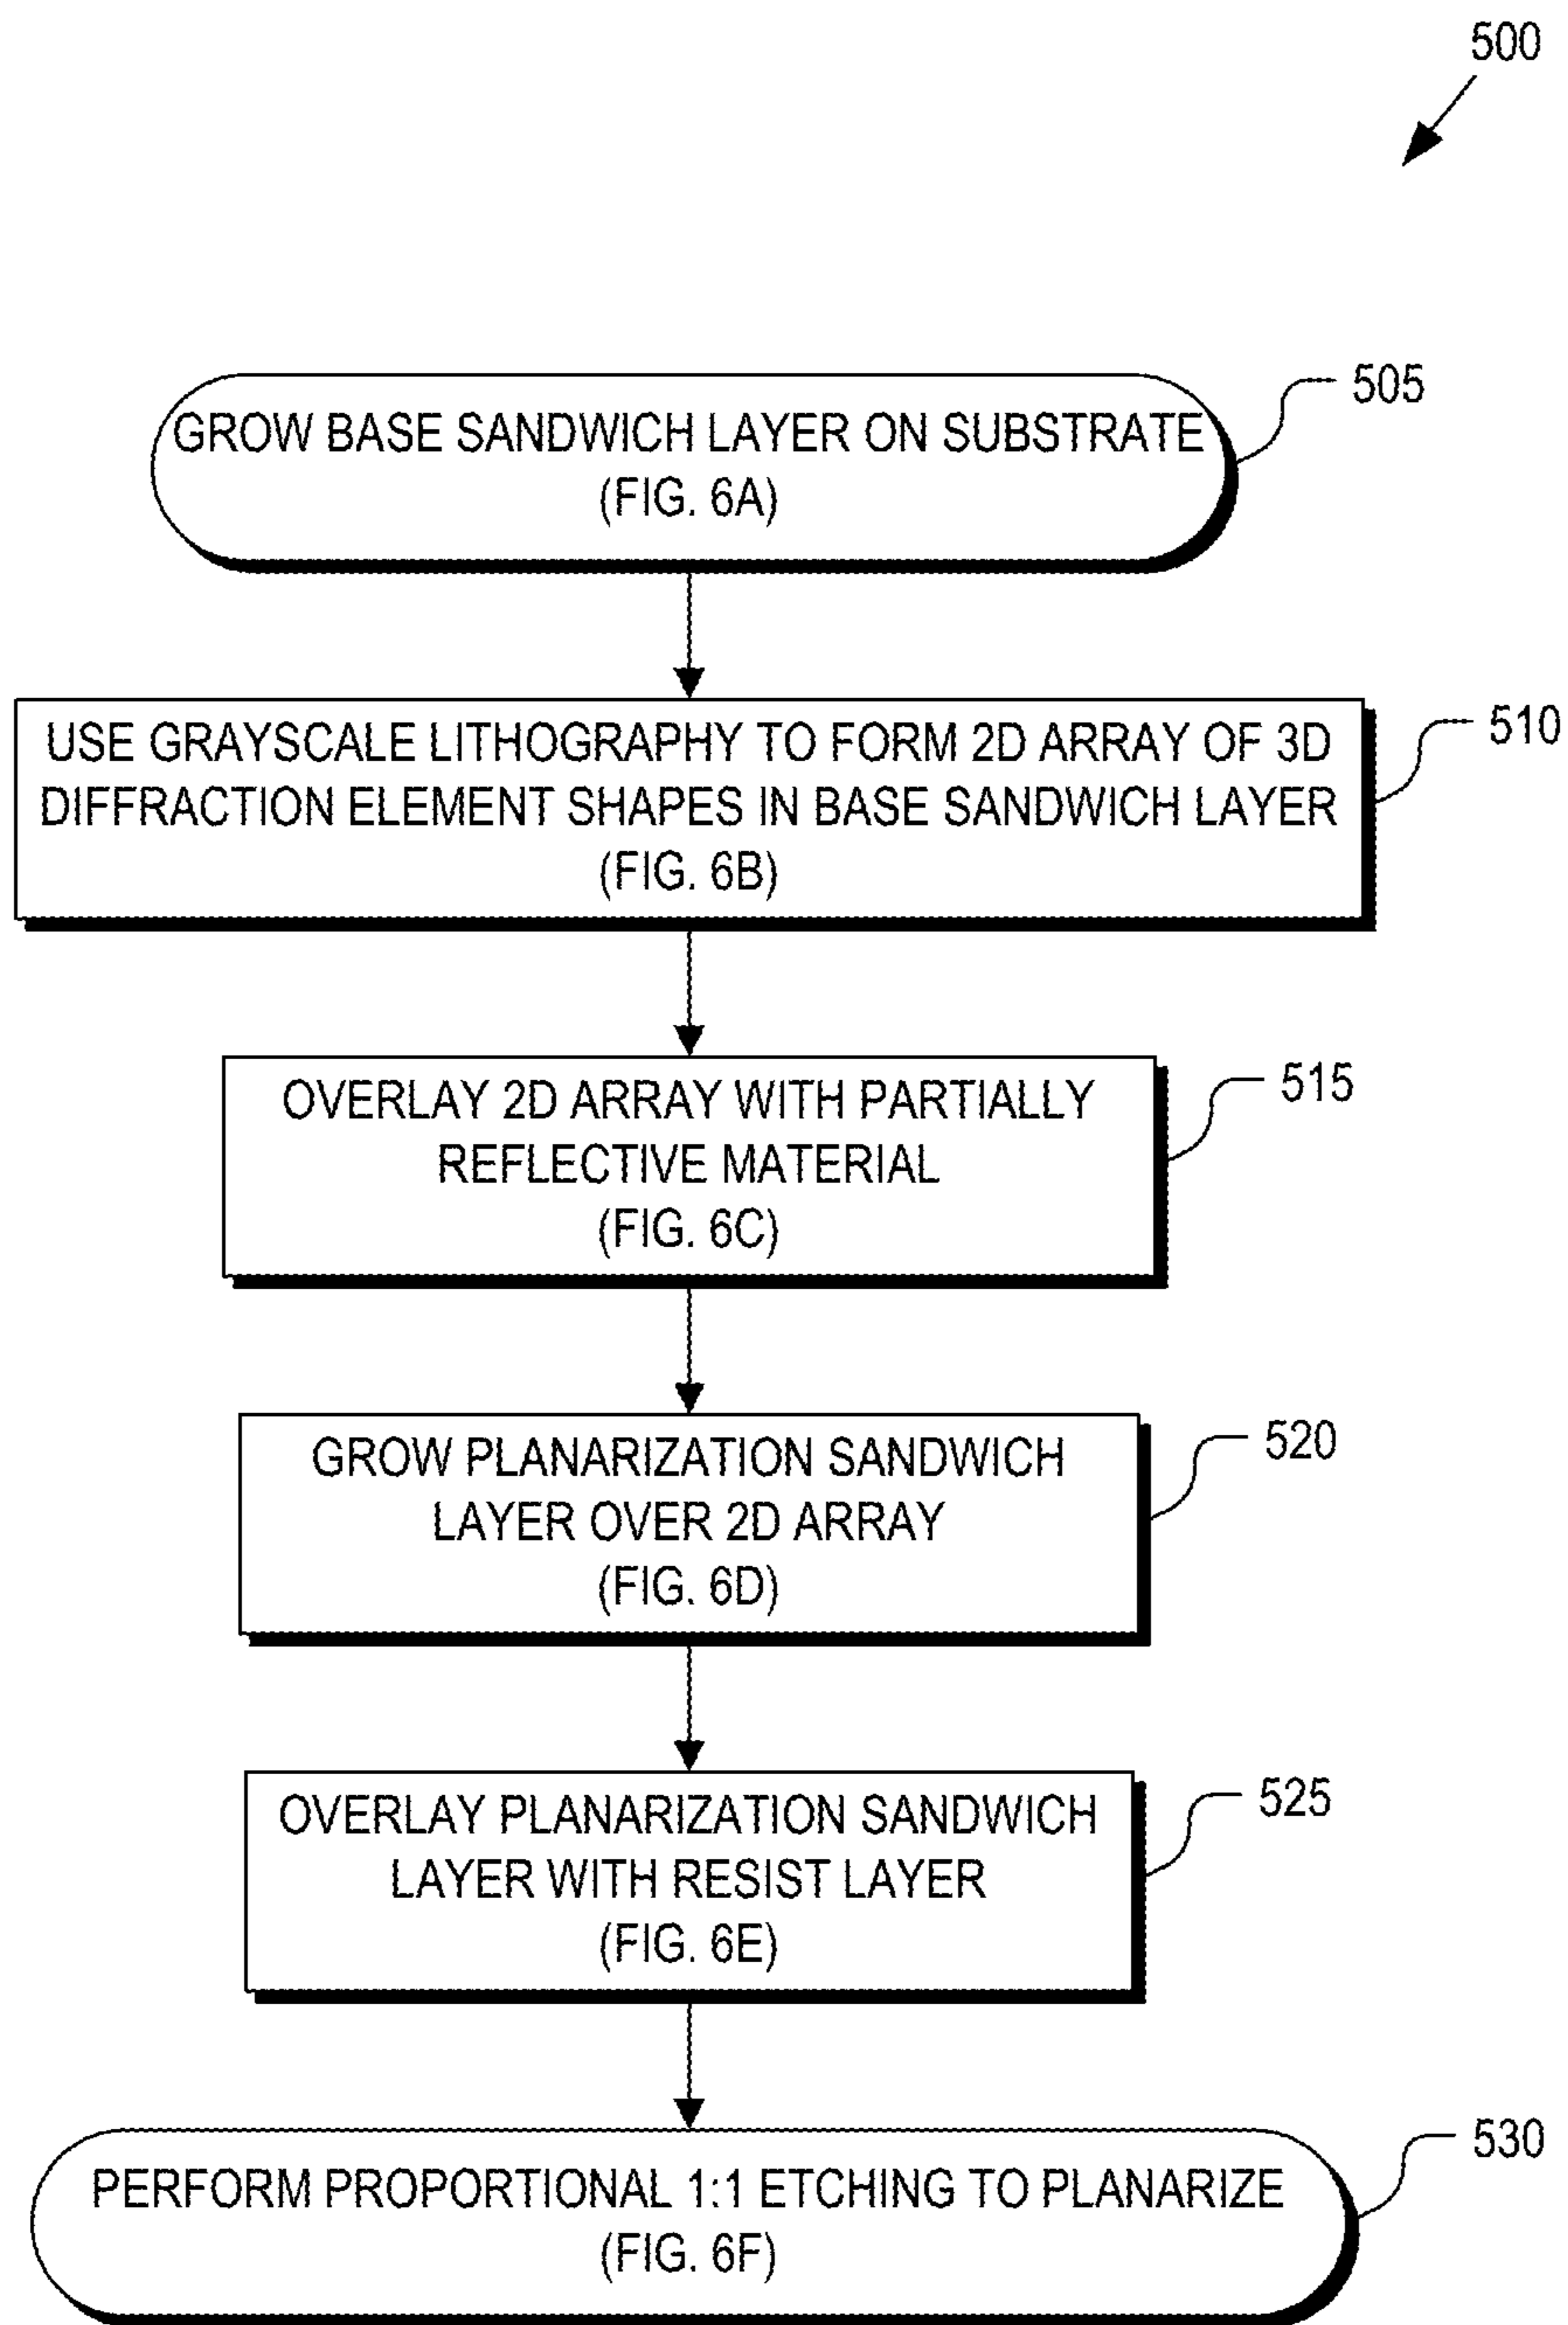 500
GROW BASE SANDWICH LAYER ON SUBSTRATE
(FIG. 6A)
505
USE GRAYSCALE LITHOGRAPHY TO FORM 2D ARRAY OF 3D
DIFFRACTION ELEMENT SHAPES IN BASE SANDWICH LAYER
(FIG. 6B)
510
OVERLAY 2D ARRAY WITH PARTIALLY
REFLECTIVE MATERIAL
(FIG. 6C)
515
GROW PLANARIZATION SANDWICH
LAYER OVER 2D ARRAY
(FIG. 6D)
520
OVERLAY PLANARIZATION SANDWICH
LAYER WITH RESIST LAYER
(FIG. 6E)
525
PERFORM PROPORTIONAL 1:1 ETCHING TO PLANARIZE
(FIG. 6F)
530